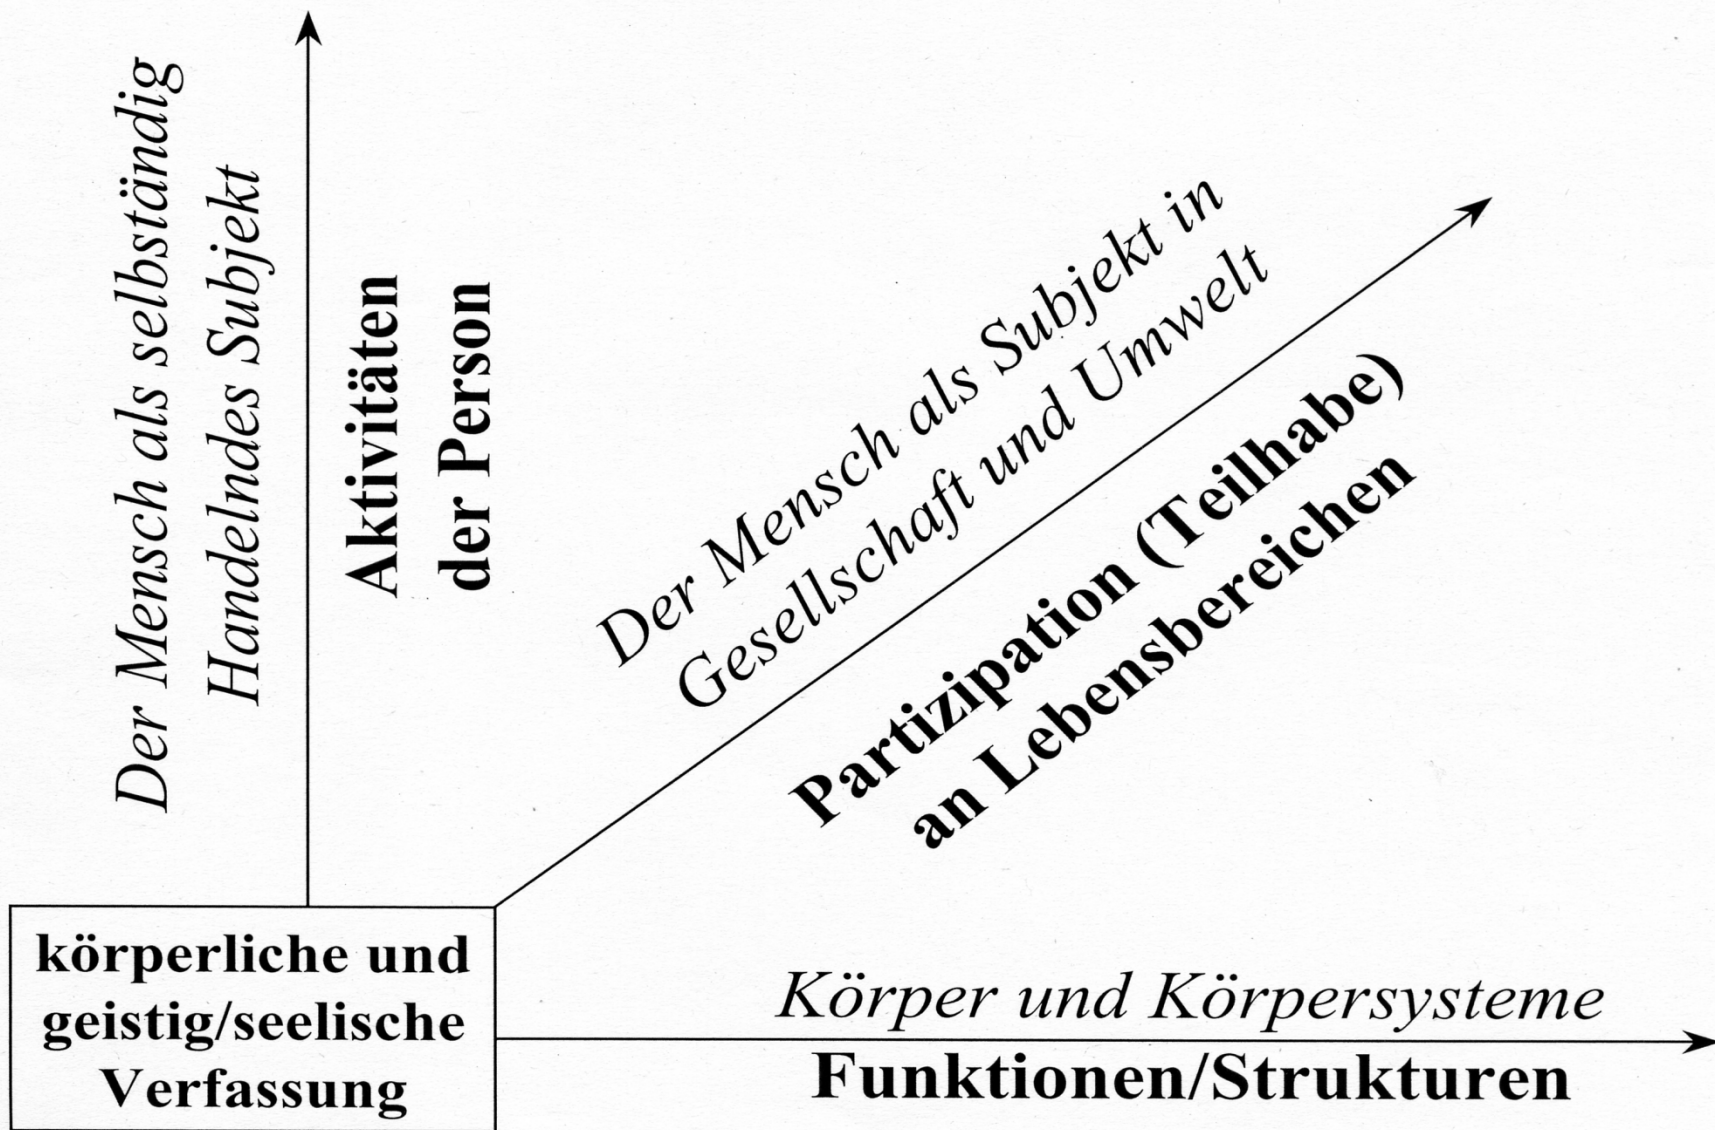 Der Mensch als selbständig
Handelndes Subjekt
Aktivitäten
der Person
Der Mensch als Subjekt in
Gesellschaft und Umwelt
Partizipation (Teilhabe)
an Lebensbereichen
körperliche und
geistig/seelische
Verfassung
Körper und Körpersysteme
Funktionen/Strukturen